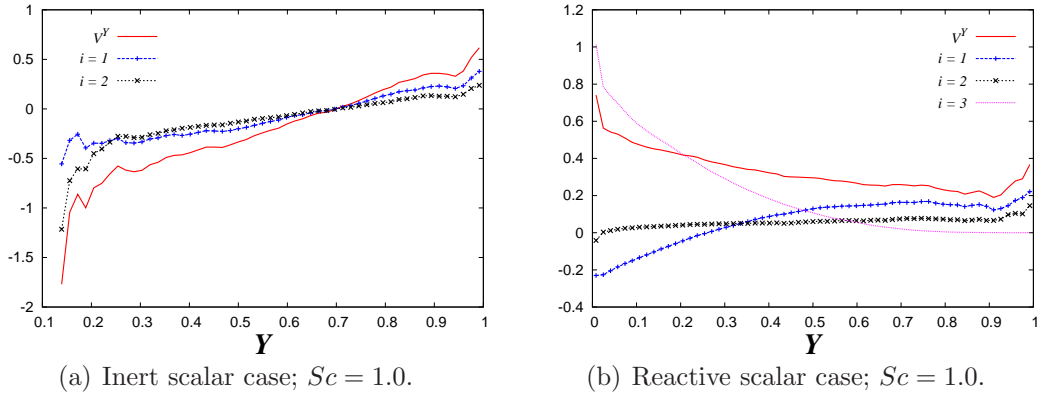 1
0.5
0
-0.5
-1
-1.5
-2
0.1 0.2 0.3 0.4 0.5 0.6 0.7 0.8 0.9 1
V^Y
i = 1
i = 2
Y
(a) Inert scalar case; Sc = 1.0.
1.2
1
0.8
0.6
0.4
0.2
0
-0.2
-0.4
0 0.1 0.2 0.3 0.4 0.5 0.6 0.7 0.8 0.9 1
V^Y
i = 1
i = 2
i = 3
Y
(b) Reactive scalar case; Sc = 1.0.